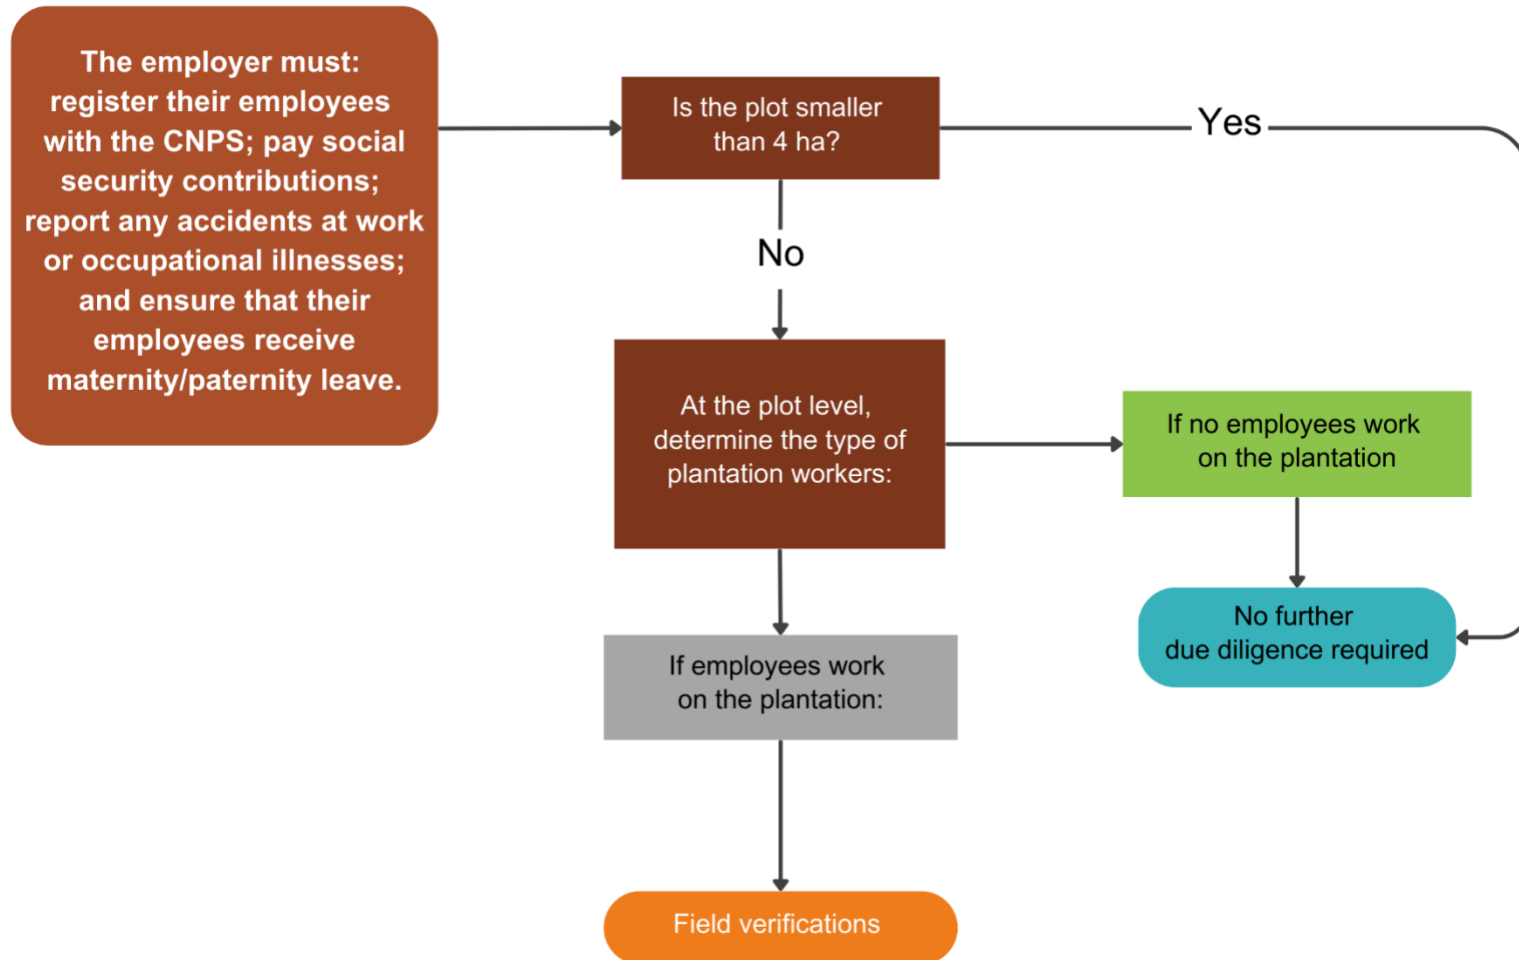 The employer must:
register their employees
with the CNPS; pay social
security contributions;
report any accidents at work
or occupational illnesses;
and ensure that their
employees receive
maternity/paternity leave.
Is the plot smaller
than 4 ha?
Yes
No
At the plot level,
determine the type of
plantation workers:
If no employees work
on the plantation
No further
due diligence required
If employees work
on the plantation:
Field verifications